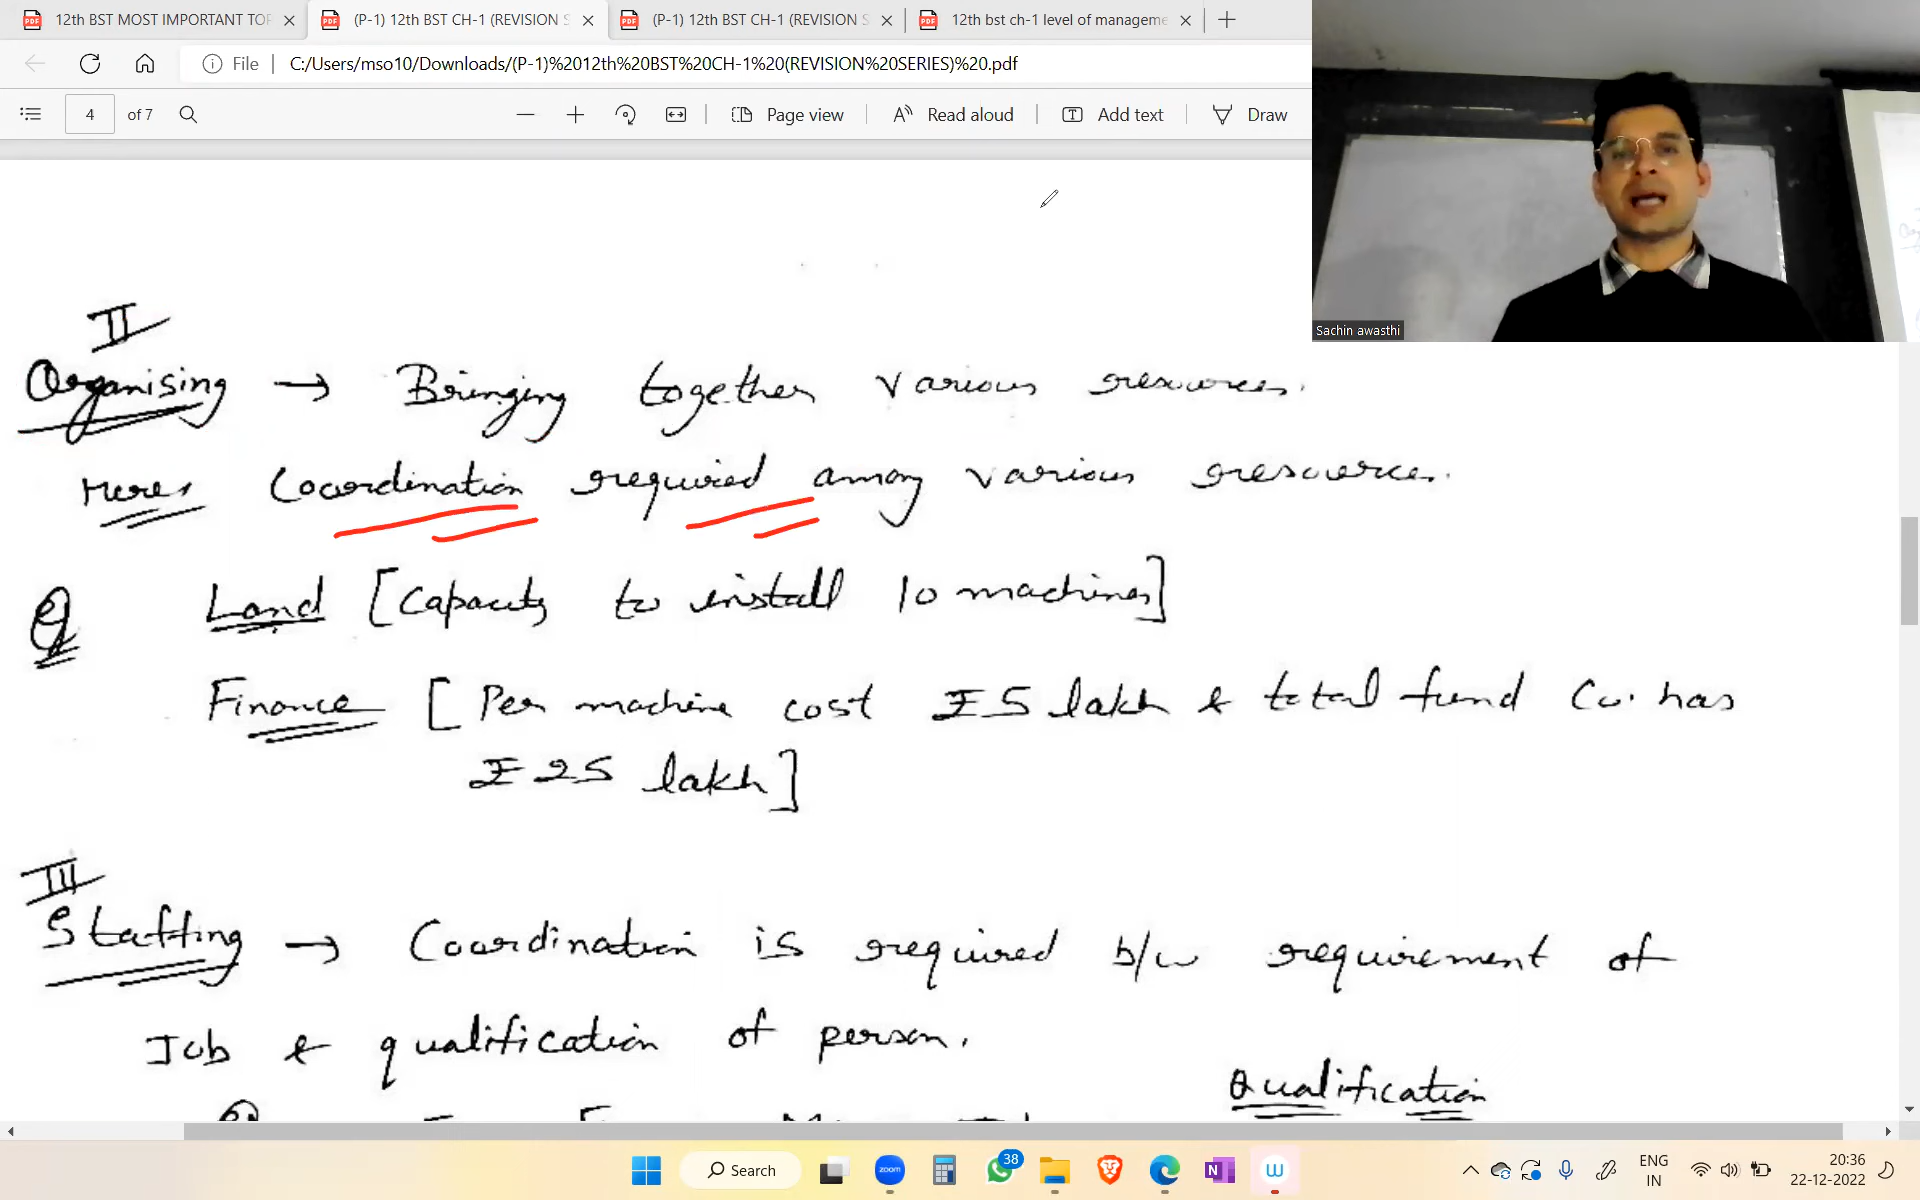 12th BST MOST IMPORTANT TOP
(P-1) 12th BST CH-1 (REVISION S
(P-1) 12th BST CH-1 (REVISION S
12th bst ch-1 level of manageme
File
C:/Users/mso10/Downloads/(P-1)%2012th%20BST%20CH-1%20(REVISION%20SERIES)%20.pdf
4 of 7
Page view
Read aloud
Add text
Draw
Sachin awasthi
II
Organising → Bringing together various resources.
Here, Coordination required among various resources.
eg Land [Capacity to install 10 machines]
Finance [Per machine cost ₹5 lakh & total fund Co. has
₹25 lakh]
III
Staffing → Coordination is required b/w requirement of
Job & qualification of person.
Qualification
Search
zoom
38
ENG
IN
20:36
22-12-2022